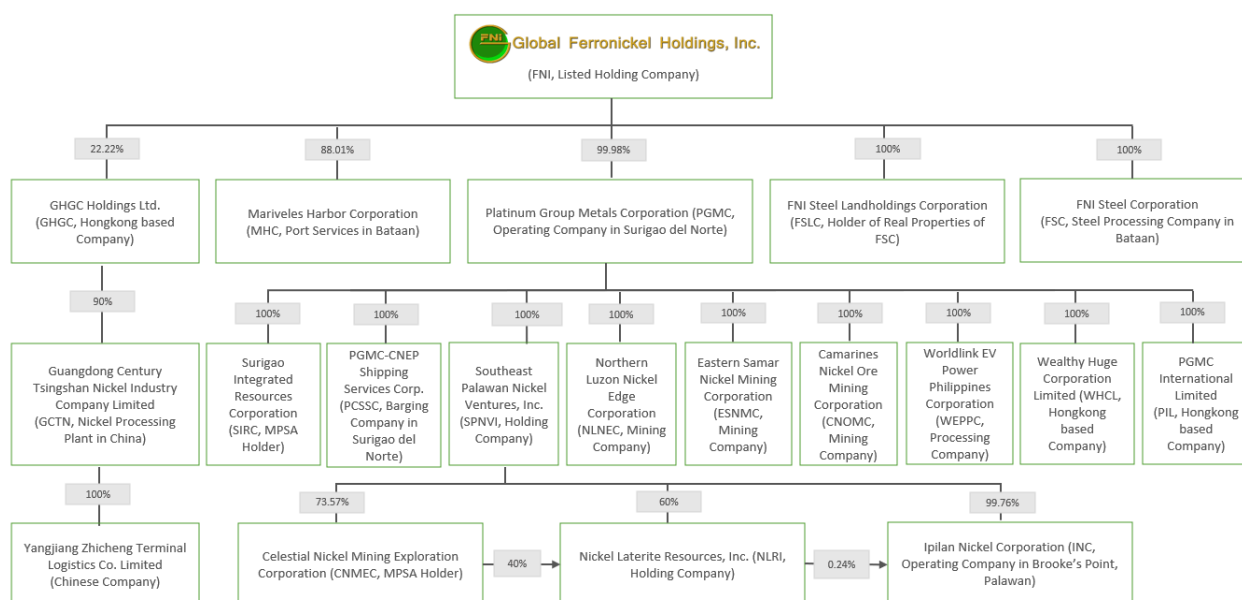 FNi
Global Ferronickel Holdings, Inc.
(FNI, Listed Holding Company)
22.22%
88.01%
99.98%
100%
100%
GHGC Holdings Ltd.
(GHGC, Hongkong based
Company)
Mariveles Harbor Corporation
(MHC, Port Services in Bataan)
Platinum Group Metals Corporation (PGMC,
Operating Company in Surigao del Norte)
FNI Steel Landholdings Corporation
(FSLC, Holder of Real Properties of
FSC)
FNI Steel Corporation
(FSC, Steel Processing Company in
Bataan)
90%
100%
100%
100%
100%
100%
100%
100%
100%
100%
Guangdong Century
Tsingshan Nickel Industry
Company Limited
(GCTN, Nickel Processing
Plant in China)
Surigao
Integrated
Resources
Corporation
(SIRC, MPSA
Holder)
PGMC-CNEP
Shipping
Services Corp.
(PCSSC, Barging
Company in
Surigao del
Norte)
Southeast
Palawan Nickel
Ventures, Inc.
(SPNVI, Holding
Company)
Northern
Luzon Nickel
Edge
Corporation
(NLNEC, Mining
Company)
Eastern Samar
Nickel Mining
Corporation
(ESNMC,
Mining
Company)
Camarines
Nickel Ore
Mining
Corporation
(CNOMC,
Mining
Company)
Worldlink EV
Power
Philippines
Corporation
(WEPPC,
Processing
Company)
Wealthy Huge
Corporation
Limited (WHCL,
Hongkong
based
Company)
PGMC
International
Limited
(PIL, Hongkong
based
Company)
100%
73.57%
60%
99.76%
Yangjiang Zhicheng Terminal
Logistics Co. Limited
(Chinese Company)
Celestial Nickel Mining Exploration
Corporation (CNMEC, MPSA Holder)
40%
Nickel Laterite Resources, Inc. (NLRI,
Holding Company)
0.24%
Ipilan Nickel Corporation (INC,
Operating Company in Brooke's Point,
Palawan)